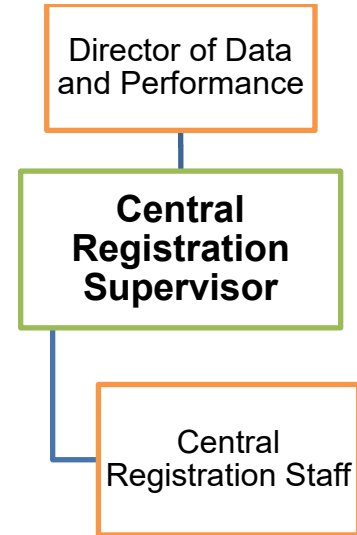 Director of Data
and Performance
Central
Registration
Supervisor
Central
Registration Staff